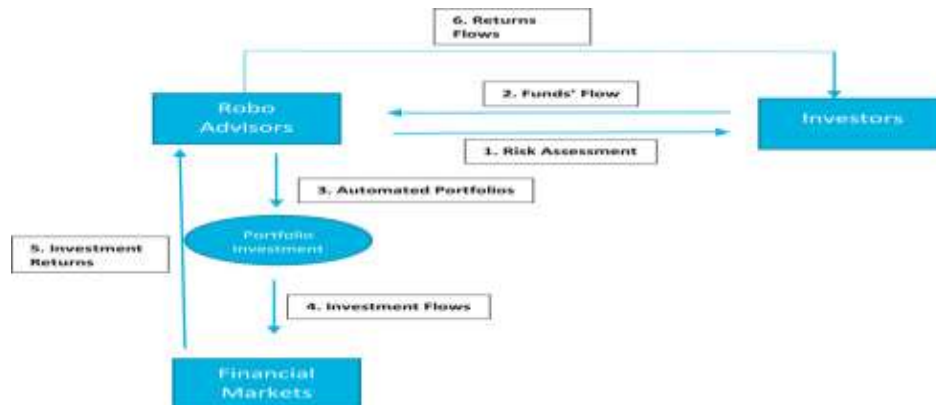 6. Returns
Flows
Robo
Advisors
2. Funds' Flow
Investors
1. Risk Assessment
3. Automated Portfolios
Portfolio
Investment
5. Investment
Returns
4. Investment Flows
Financial
Markets